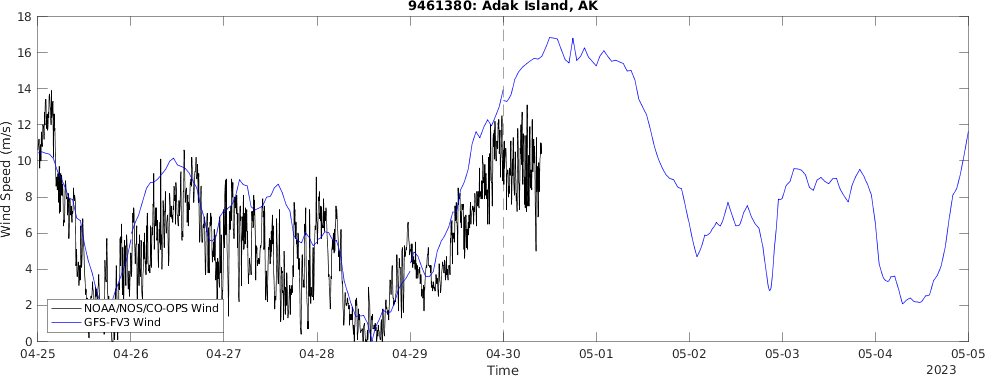 9461380: Adak Island, AK
Wind Speed (m/s)
18
16
14
12
10
8
6
4
2
0
NOAA/NOS/CO-OPS Wind
GFS-FV3 Wind
04-25 04-26 04-27 04-28 04-29 04-30 05-01 05-02 05-03 05-04 05-05
Time
2023